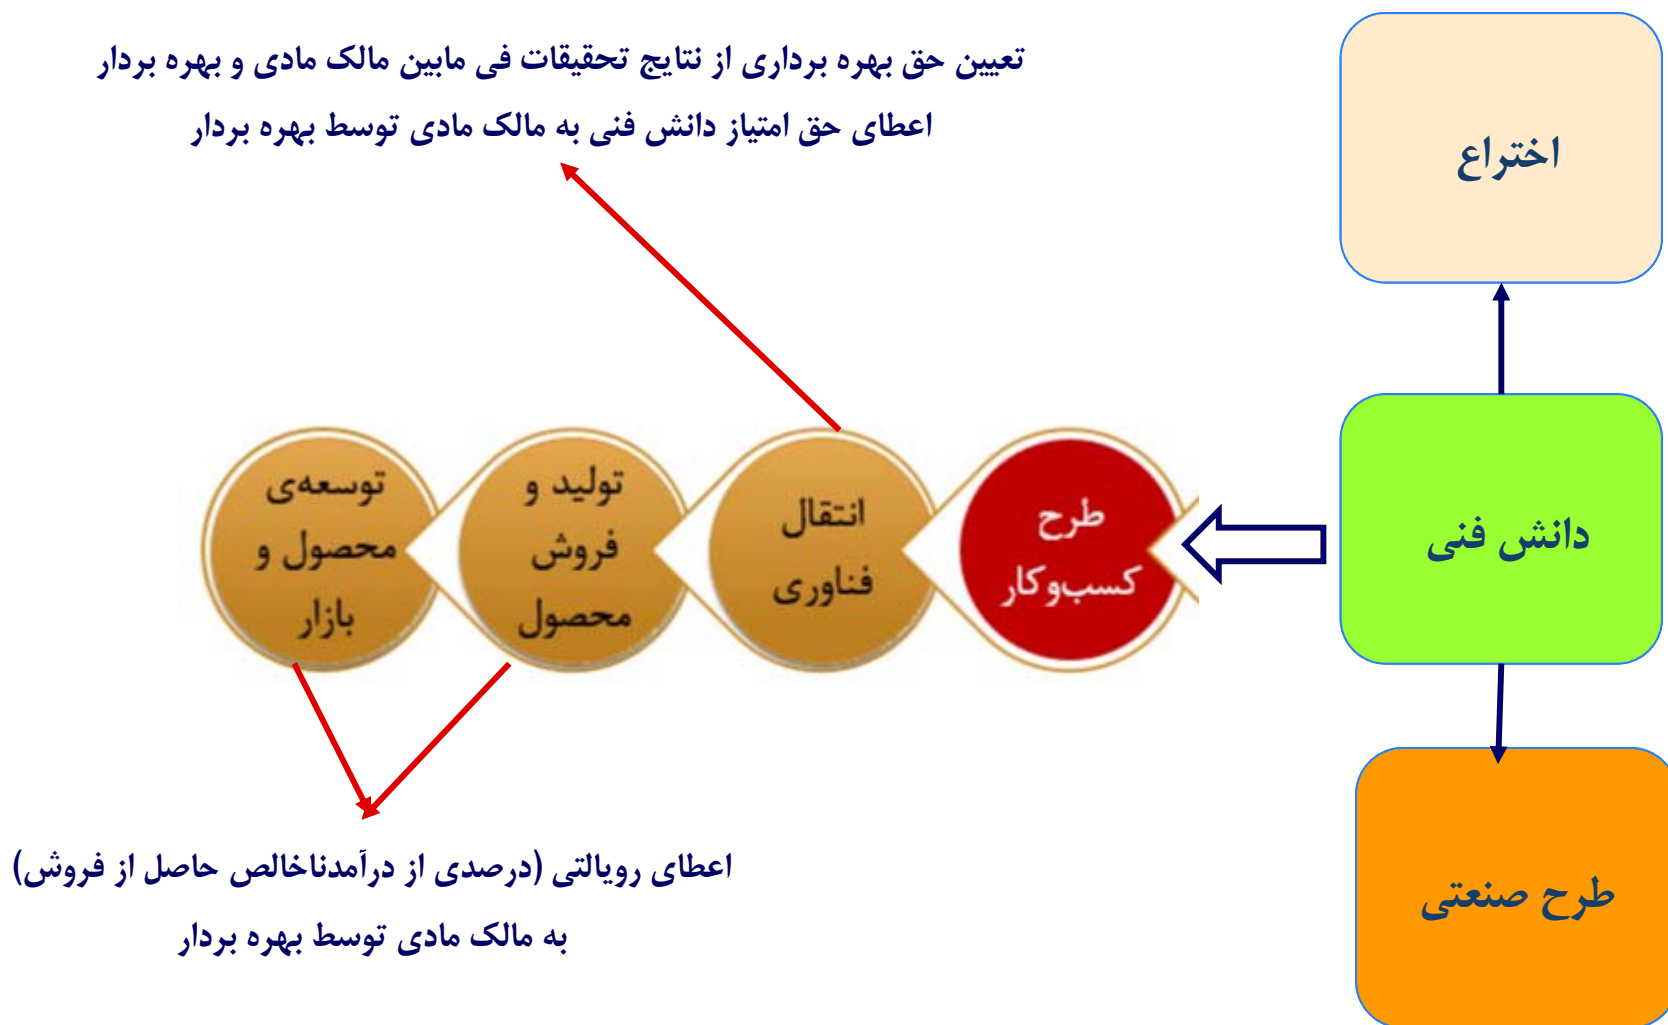 تعیین حق بهره برداری از نتایج تحقیقات فی مابین مالک مادی و بهره بردار
اعطای حق امتیاز دانش فنی به مالک مادی توسط بهره بردار
اختراع
دانش فنی
طرح صنعتی
طرح
کسب‌وکار
انتقال
فناوری
تولید و
فروش
محصول
توسعه‌ی
محصول و
بازار
اعطای رویالتی (درصدی از درآمدناخالص حاصل از فروش)
به مالک مادی توسط بهره بردار